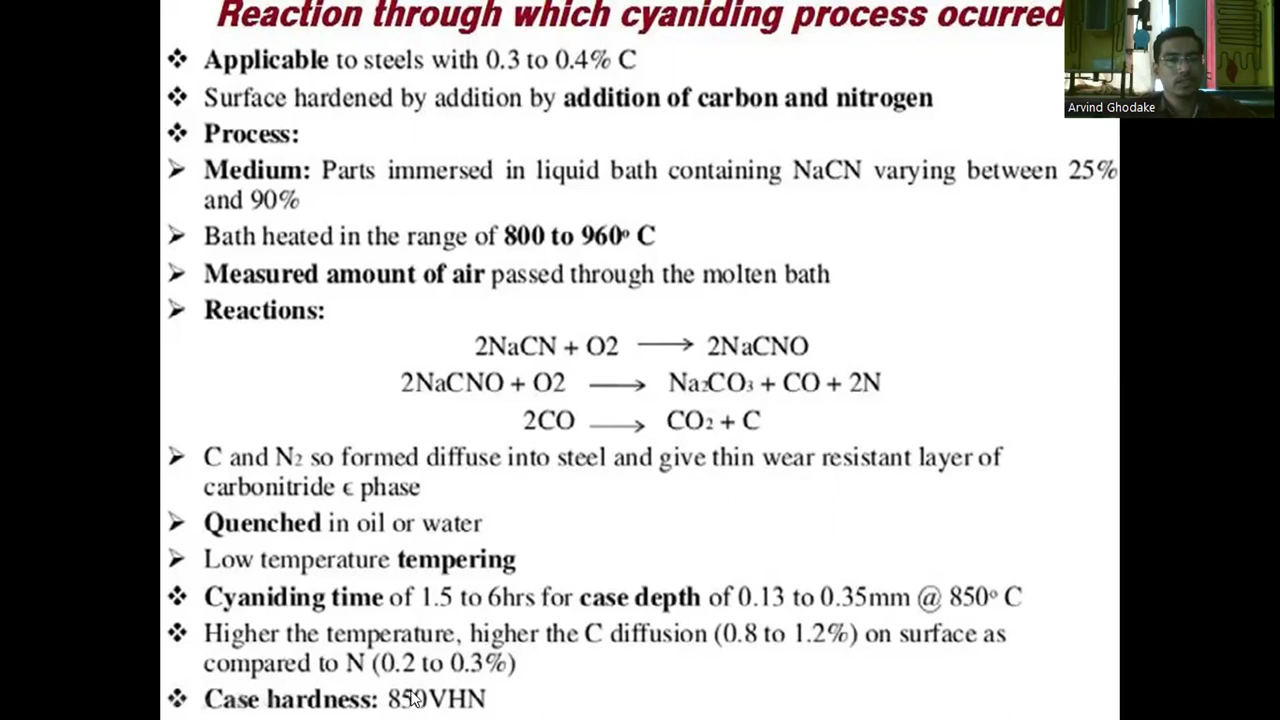 Reaction through which cyaniding process ocurred
Arvind Ghodake
❖ Applicable to steels with 0.3 to 0.4% C
❖ Surface hardened by addition by addition of carbon and nitrogen
❖ Process:
➢ Medium: Parts immersed in liquid bath containing NaCN varying between 25%
and 90%
➢ Bath heated in the range of 800 to 960º C
➢ Measured amount of air passed through the molten bath
➢ Reactions:
2NaCN + O2 ⟶ 2NaCNO
2NaCNO + O2 ⟶ Na₂CO₃ + CO + 2N
2CO ⟶ CO₂ + C
➢ C and N₂ so formed diffuse into steel and give thin wear resistant layer of
carbonitride ϵ phase
➢ Quenched in oil or water
➢ Low temperature tempering
❖ Cyaniding time of 1.5 to 6hrs for case depth of 0.13 to 0.35mm @ 850º C
❖ Higher the temperature, higher the C diffusion (0.8 to 1.2%) on surface as
compared to N (0.2 to 0.3%)
❖ Case hardness: 850VHN